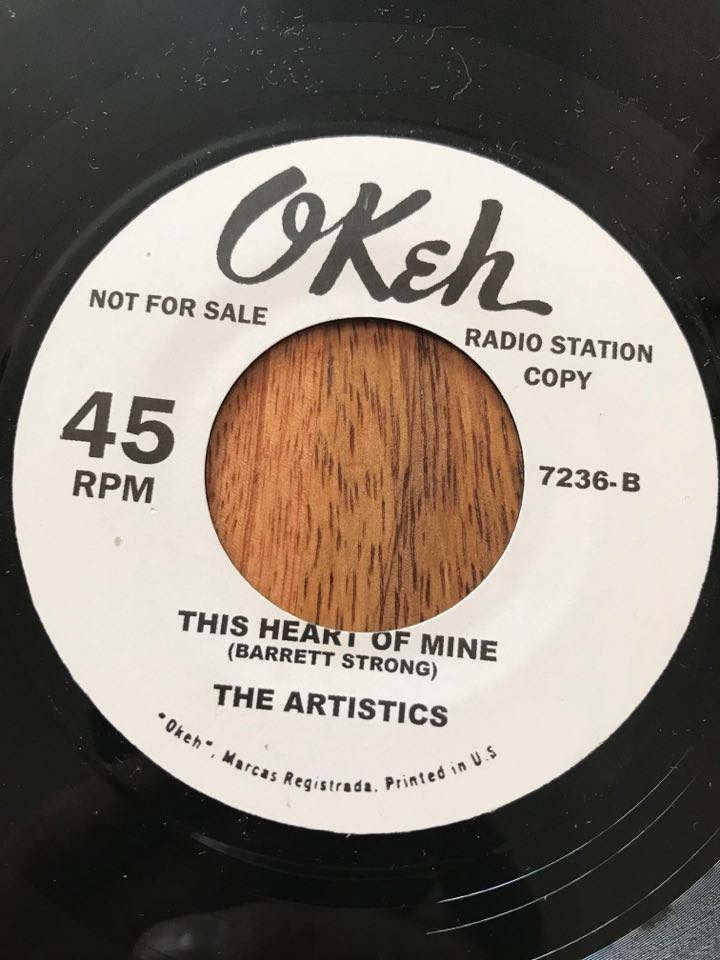 OKeh
NOT FOR SALE
RADIO STATION
COPY
45
RPM
7236-B
THIS HEART OF MINE
(BARRETT STRONG)
THE ARTISTICS
"Okeh", Marcas Registrada. Printed in U.S